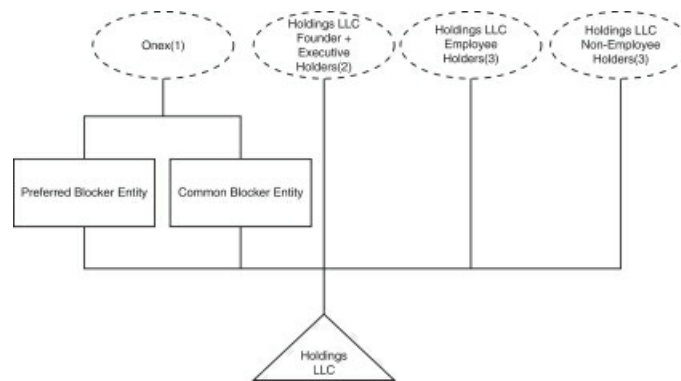 Onex(1)
Holdings LLC
Founder +
Executive
Holders(2)
Holdings LLC
Employee
Holders(3)
Holdings LLC
Non-Employee
Holders(3)
Preferred Blocker Entity
Common Blocker Entity
Holdings
LLC